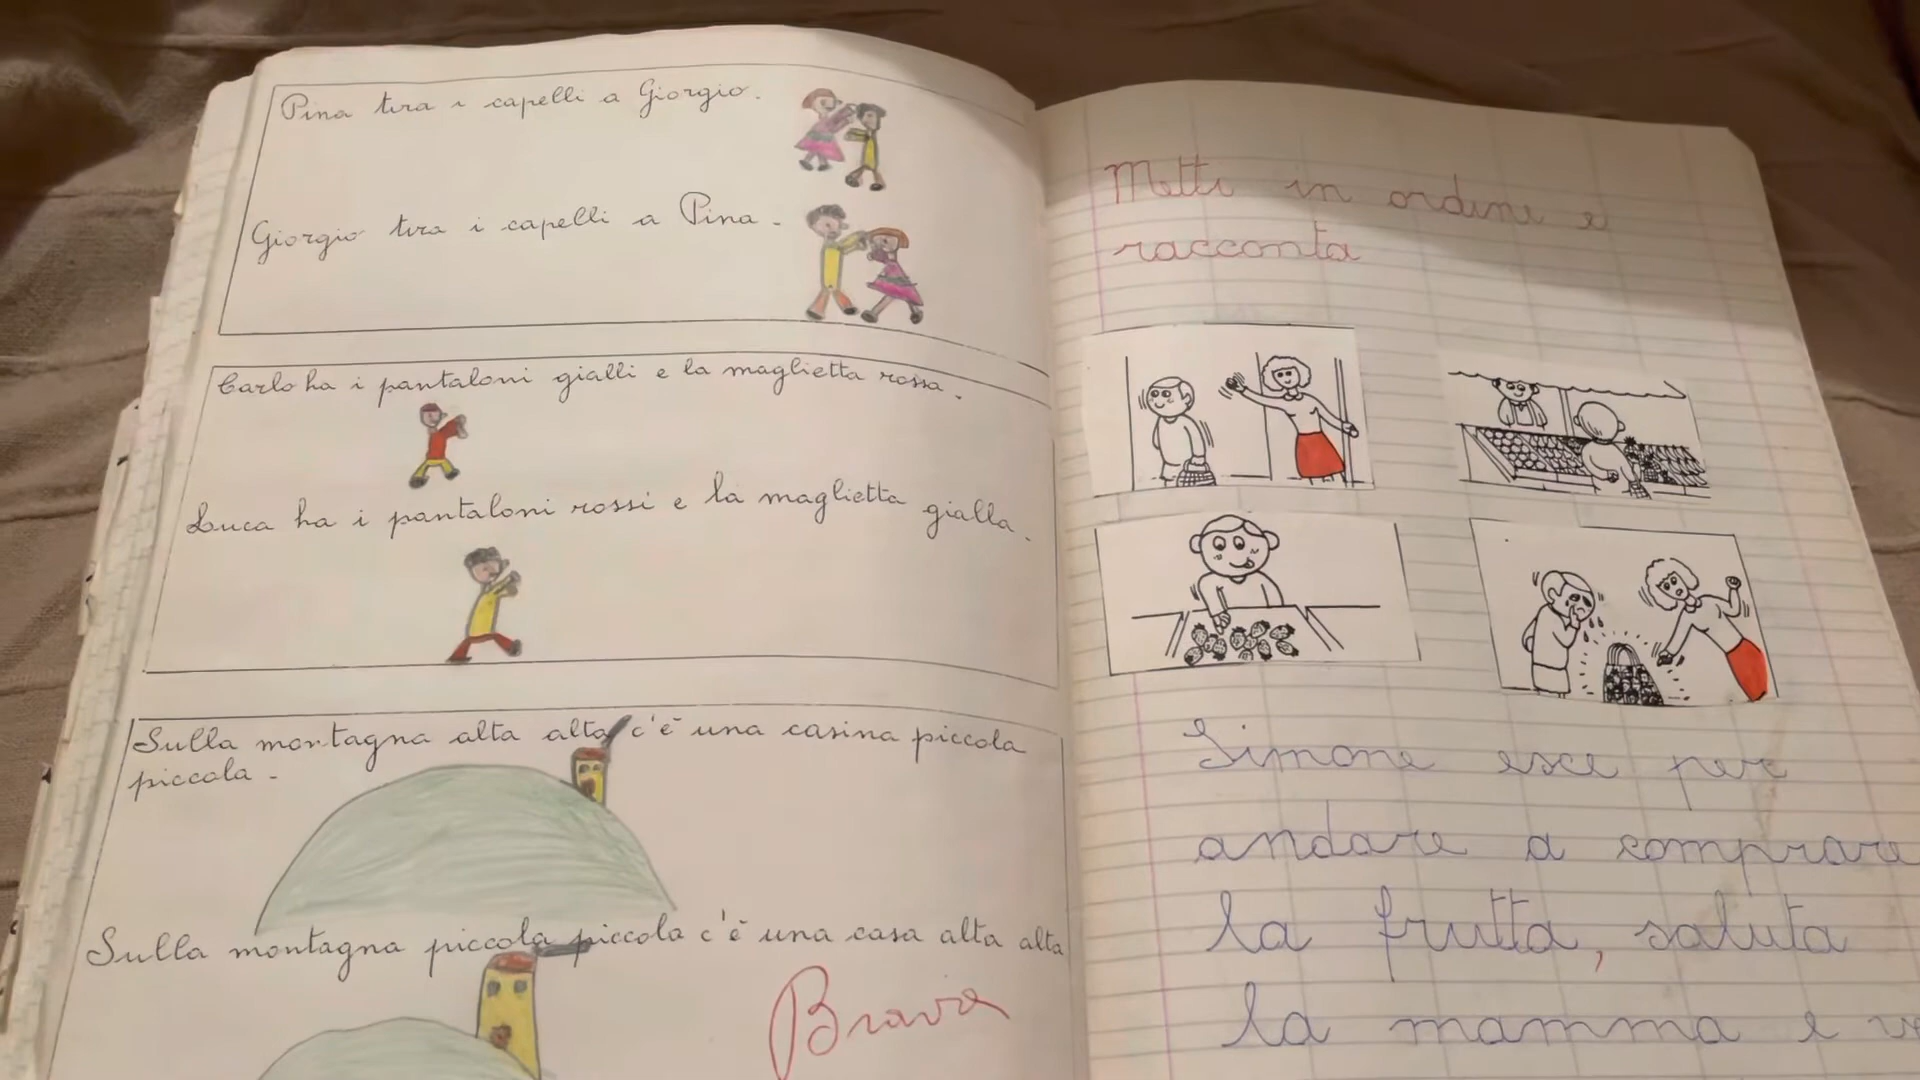 Pina tira i capelli a Giorgio.
Giorgio tira i capelli a Pina.
Carlo ha i pantaloni gialli e la maglietta rossa.
Luca ha i pantaloni rossi e la maglietta gialla.
Sulla montagna alta alta c'è una casina piccola
piccola.
Sulla montagna piccola piccola c'è una casa alta alta
Brava
Metti in ordine e
racconta
Simone esce per
andare a comprare
la frutta, saluta
la mamma e